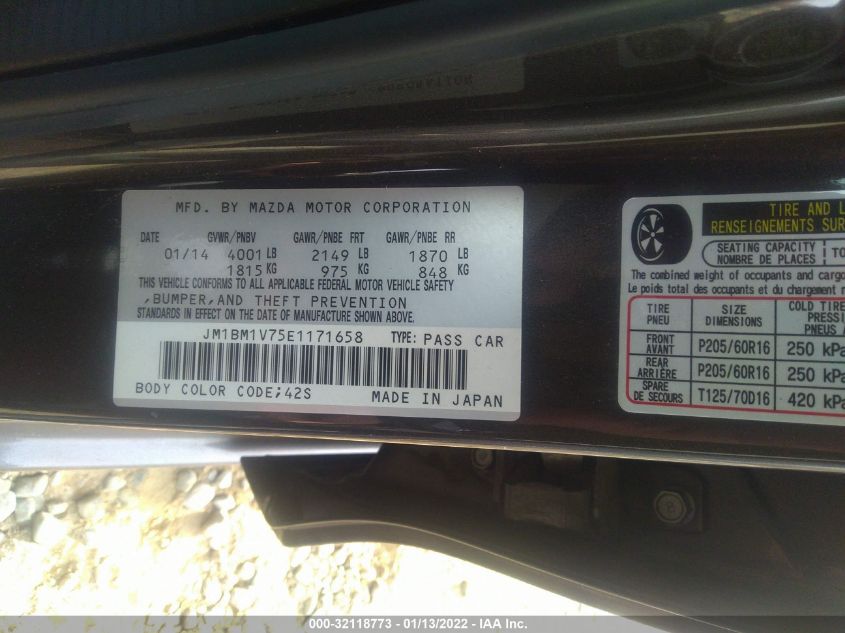 MFD. BY MAZDA MOTOR CORPORATION
DATE GVWR/PNBV GAWR/PNBE FRT GAWR/PNBE RR
01/14 4001 LB 2149 LB 1870 LB
1815 KG 975 KG 848 KG
THIS VEHICLE CONFORMS TO ALL APPLICABLE FEDERAL MOTOR VEHICLE SAFETY
,BUMPER,AND THEFT PREVENTION
STANDARDS IN EFFECT ON THE DATE OF MANUFACTURE SHOWN ABOVE.
JM1BM1V75E1171658 TYPE: PASS CAR
BODY COLOR CODE;42S MADE IN JAPAN
TIRE AND L
RENSEIGNEMENTS SUR
SEATING CAPACITY
NOMBRE DE PLACES TO
The combined weight of occupants and cargo
Le poids total des occupants et du chargement
TIRE SIZE COLD TIRE
PNEU DIMENSIONS PRESSI
PNEUS A
FRONT
AVANT P205/60R16 250 kPa
REAR
ARRIÈRE P205/60R16 250 kPa
SPARE
DE SECOURS T125/70D16 420 kPa
000-32118773 - 01/13/2022 - IAA Inc.